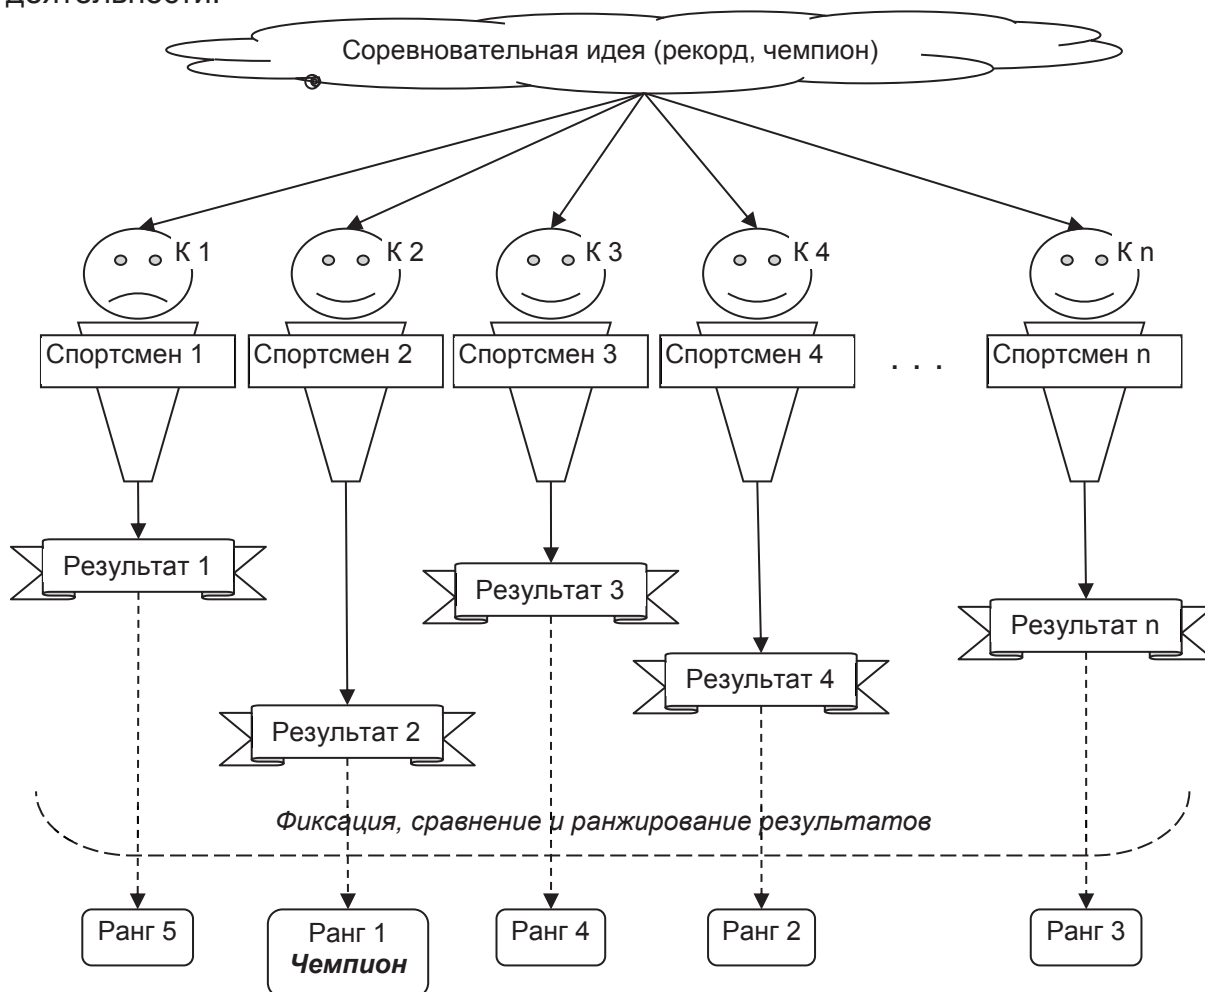 деятельности.
Соревновательная идея (рекорд, чемпион)
К 1 К 2 К 3 К 4 К n
Спортсмен 1 Спортсмен 2 Спортсмен 3 Спортсмен 4 . . . Спортсмен n
Результат 1
Результат 3
Результат n
Результат 4
Результат 2
Фиксация, сравнение и ранжирование результатов
Ранг 5 Ранг 1 Ранг 4 Ранг 2 Ранг 3
Чемпион